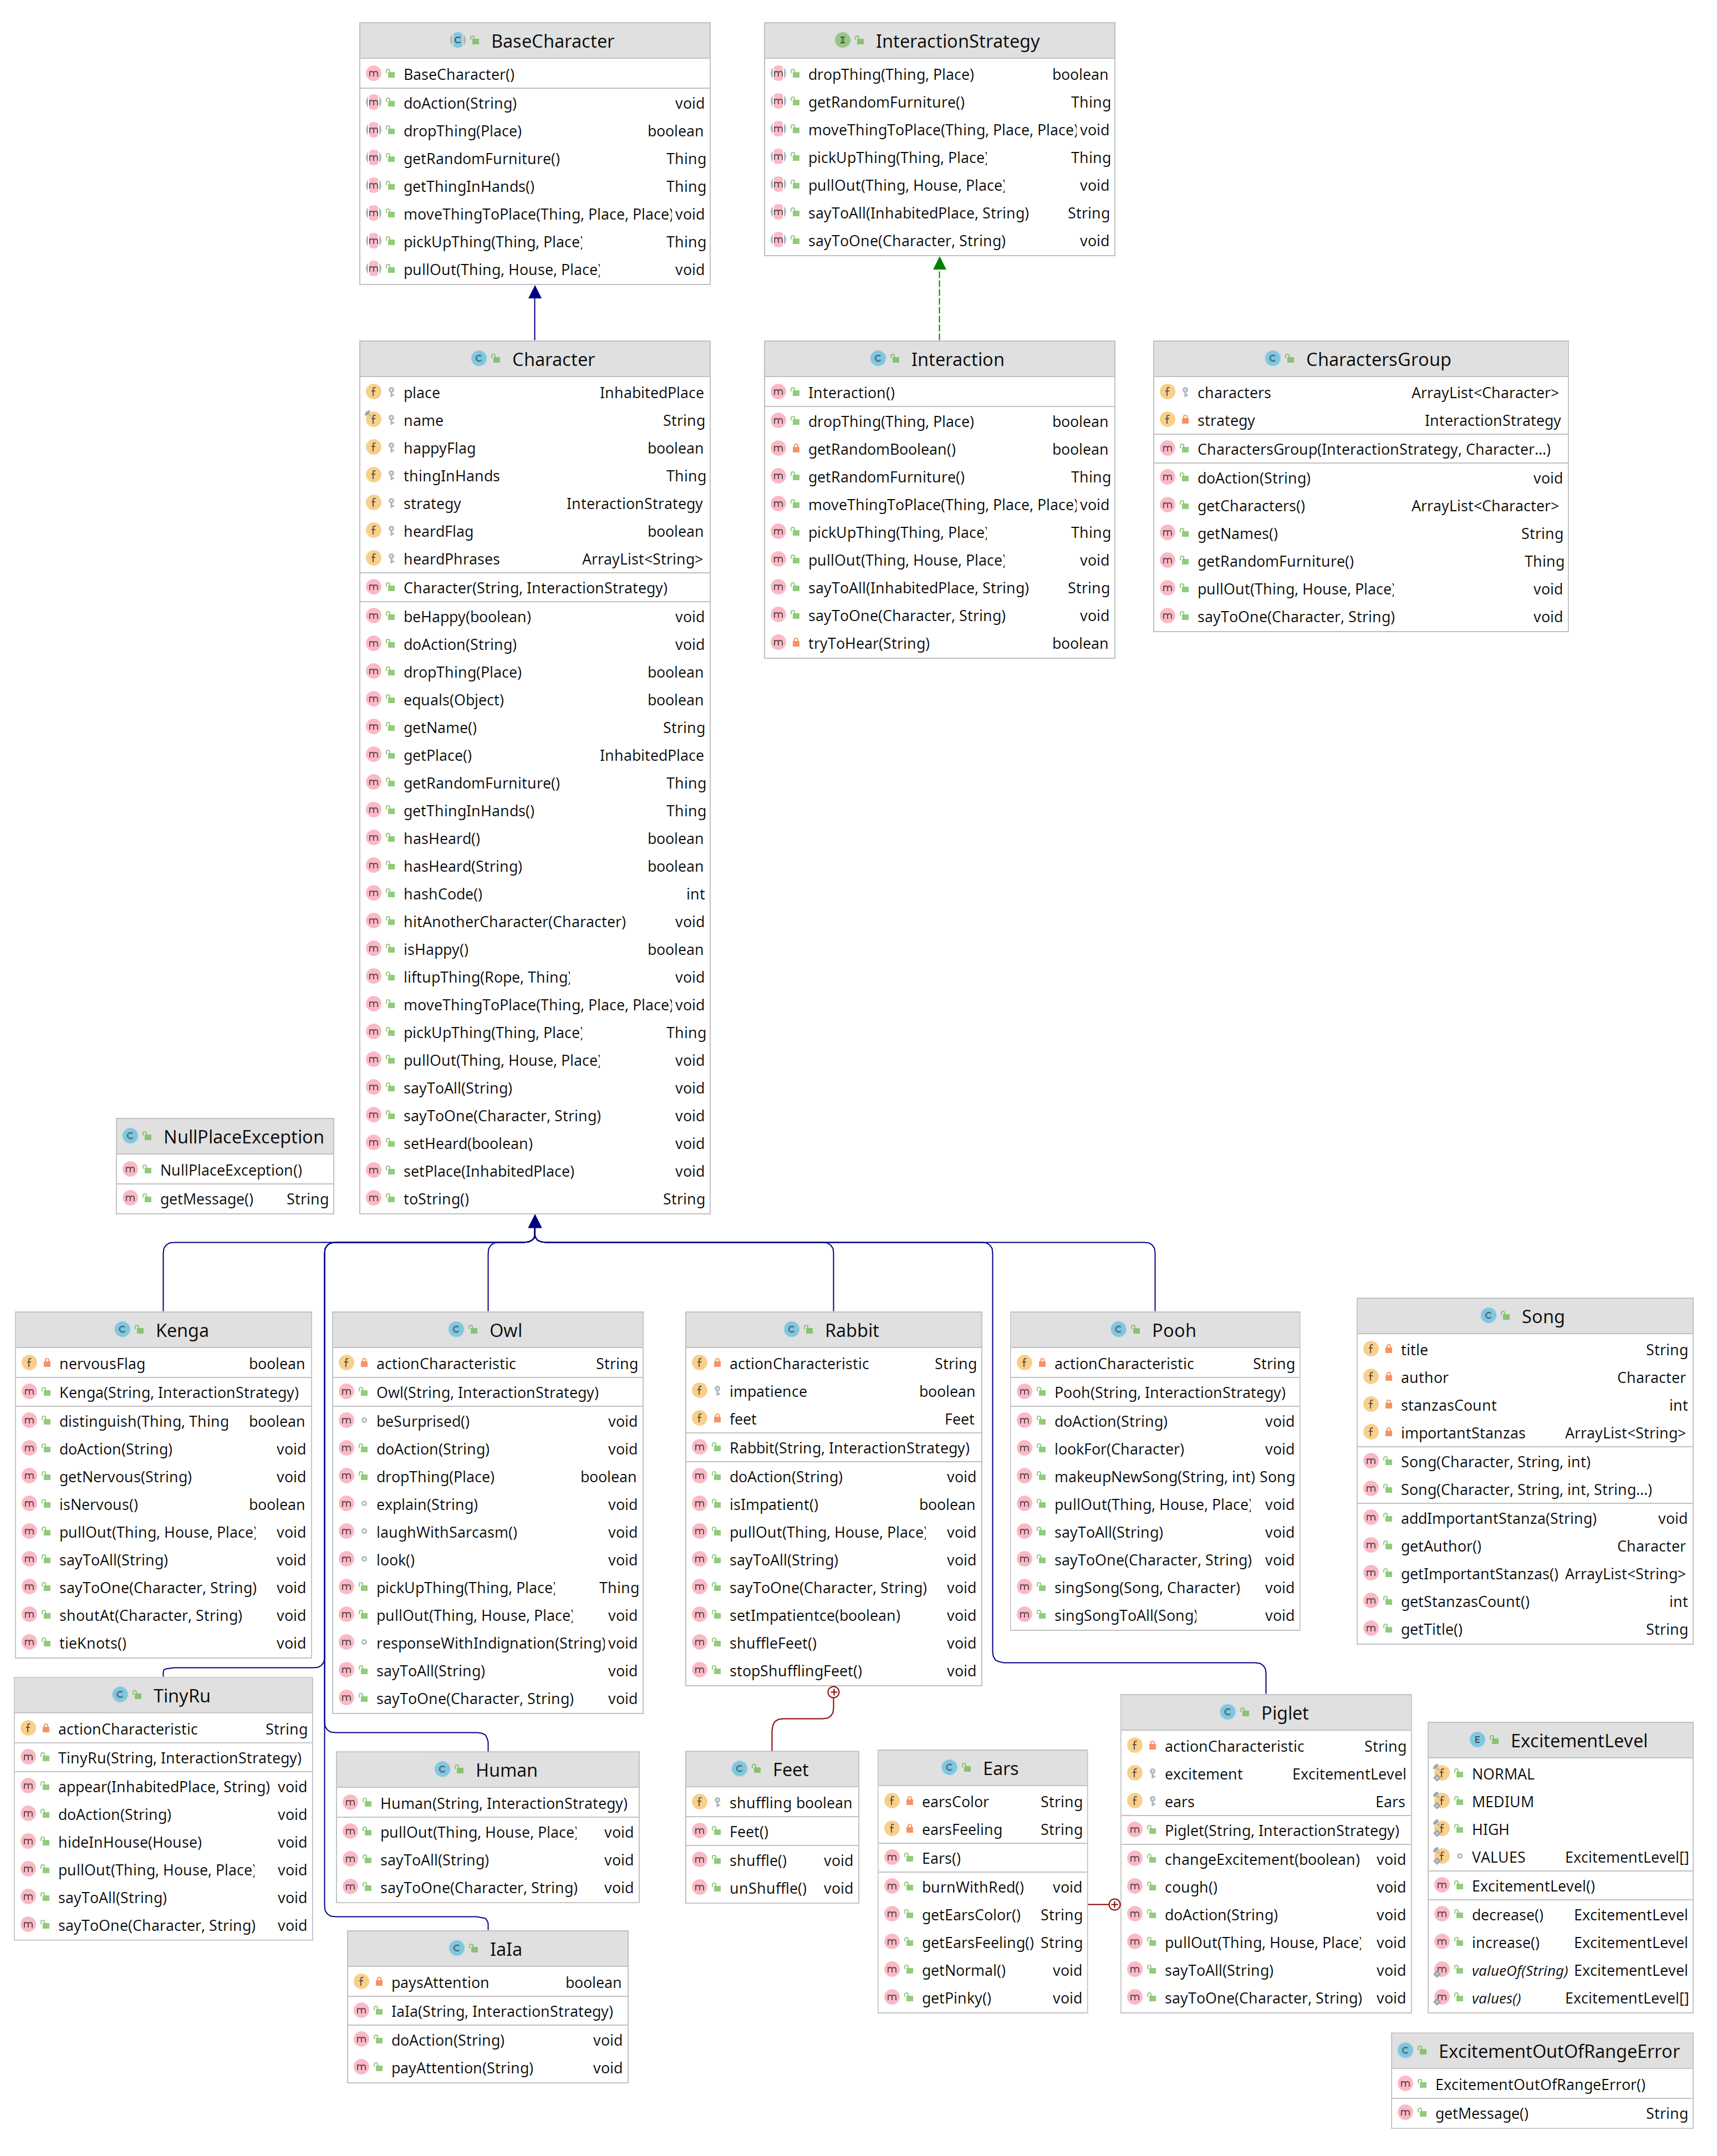 BaseCharacter
BaseCharacter()
doAction(String) void
dropThing(Place) boolean
getRandomFurniture() Thing
getThingInHands() Thing
moveThingToPlace(Thing, Place, Place) void
pickUpThing(Thing, Place) Thing
pullOut(Thing, House, Place) void
InteractionStrategy
dropThing(Thing, Place) boolean
getRandomFurniture() Thing
moveThingToPlace(Thing, Place, Place) void
pickUpThing(Thing, Place) Thing
pullOut(Thing, House, Place) void
sayToAll(InhabitedPlace, String) String
sayToOne(Character, String) void
Character
place InhabitedPlace
name String
happyFlag boolean
thingInHands Thing
strategy InteractionStrategy
heardFlag boolean
heardPhrases ArrayList<String>
Character(String, InteractionStrategy)
beHappy(boolean) void
doAction(String) void
dropThing(Place) boolean
equals(Object) boolean
getName() String
getPlace() InhabitedPlace
getRandomFurniture() Thing
getThingInHands() Thing
hasHeard() boolean
hasHeard(String) boolean
hashCode() int
hitAnotherCharacter(Character) void
isHappy() boolean
liftupThing(Rope, Thing) void
moveThingToPlace(Thing, Place, Place) void
pickUpThing(Thing, Place) Thing
pullOut(Thing, House, Place) void
sayToAll(String) void
sayToOne(Character, String) void
setHeard(boolean) void
setPlace(InhabitedPlace) void
toString() String
Interaction
Interaction()
dropThing(Thing, Place) boolean
getRandomBoolean() boolean
getRandomFurniture() Thing
moveThingToPlace(Thing, Place, Place) void
pickUpThing(Thing, Place) Thing
pullOut(Thing, House, Place) void
sayToAll(InhabitedPlace, String) String
sayToOne(Character, String) void
tryToHear(String) boolean
CharactersGroup
characters ArrayList<Character>
strategy InteractionStrategy
CharactersGroup(InteractionStrategy, Character...)
doAction(String) void
getCharacters() ArrayList<Character>
getNames() String
getRandomFurniture() Thing
pullOut(Thing, House, Place) void
sayToOne(Character, String) void
NullPlaceException
NullPlaceException()
getMessage() String
Kenga
nervousFlag boolean
Kenga(String, InteractionStrategy)
distinguish(Thing, Thing boolean
doAction(String) void
getNervous(String) void
isNervous() boolean
pullOut(Thing, House, Place) void
sayToAll(String) void
sayToOne(Character, String) void
shoutAt(Character, String) void
tieKnots() void
Owl
actionCharacteristic String
Owl(String, InteractionStrategy)
beSurprised() void
doAction(String) void
dropThing(Place) boolean
explain(String) void
laughWithSarcasm() void
look() void
pickUpThing(Thing, Place) Thing
pullOut(Thing, House, Place) void
responseWithIndignation(String) void
sayToAll(String) void
sayToOne(Character, String) void
Rabbit
actionCharacteristic String
impatience boolean
feet Feet
Rabbit(String, InteractionStrategy)
doAction(String) void
isImpatient() boolean
pullOut(Thing, House, Place) void
sayToAll(String) void
sayToOne(Character, String) void
setImpatientce(boolean) void
shuffleFeet() void
stopShufflingFeet() void
Pooh
actionCharacteristic String
Pooh(String, InteractionStrategy)
doAction(String) void
lookFor(Character) void
makeupNewSong(String, int) Song
pullOut(Thing, House, Place) void
sayToAll(String) void
sayToOne(Character, String) void
singSong(Song, Character) void
singSongToAll(Song) void
Song
title String
author Character
stanzasCount int
importantStanzas ArrayList<String>
Song(Character, String, int)
Song(Character, String, int, String...)
addImportantStanza(String) void
getAuthor() Character
getImportantStanzas() ArrayList<String>
getStanzasCount() int
getTitle() String
TinyRu
actionCharacteristic String
TinyRu(String, InteractionStrategy)
appear(InhabitedPlace, String) void
doAction(String) void
hideInHouse(House) void
pullOut(Thing, House, Place) void
sayToAll(String) void
sayToOne(Character, String) void
Human
Human(String, InteractionStrategy)
pullOut(Thing, House, Place) void
sayToAll(String) void
sayToOne(Character, String) void
Feet
shuffling boolean
Feet()
shuffle() void
unShuffle() void
Ears
earsColor String
earsFeeling String
Ears()
burnWithRed() void
getEarsColor() String
getEarsFeeling() String
getNormal() void
getPinky() void
Piglet
actionCharacteristic String
excitement ExcitementLevel
ears Ears
Piglet(String, InteractionStrategy)
changeExcitement(boolean) void
cough() void
doAction(String) void
pullOut(Thing, House, Place) void
sayToAll(String) void
sayToOne(Character, String) void
ExcitementLevel
NORMAL
MEDIUM
HIGH
VALUES ExcitementLevel[]
ExcitementLevel()
decrease() ExcitementLevel
increase() ExcitementLevel
valueOf(String) ExcitementLevel
values() ExcitementLevel[]
IaIa
paysAttention boolean
IaIa(String, InteractionStrategy)
doAction(String) void
payAttention(String) void
ExcitementOutOfRangeError
ExcitementOutOfRangeError()
getMessage() String